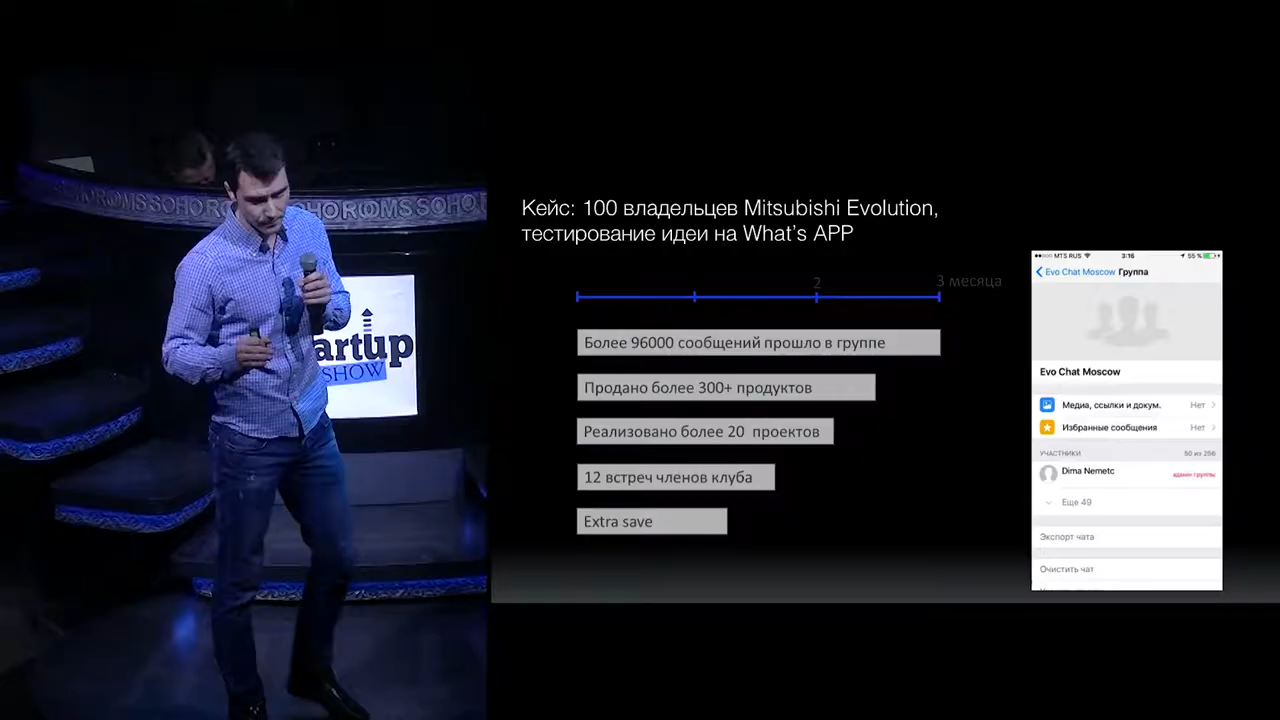 SOHO ROOMS SOHO ROOMS SOHO
artup
SHOW
Кейс: 100 владельцев Mitsubishi Evolution,
тестирование идеи на What’s APP
2
3 месяца
Более 96000 сообщений прошло в группе
Продано более 300+ продуктов
Реализовано более 20 проектов
12 встреч членов клуба
Extra save
MTS RUS 3:16 55 %
Evo Chat Moscow Группа
Evo Chat Moscow
Медиа, ссылки и докум. Нет
Избранные сообщения Нет
УЧАСТНИКИ 50 из 256
Dima Nemetc админ группы
Еще 49
Экспорт чата
Очистить чат